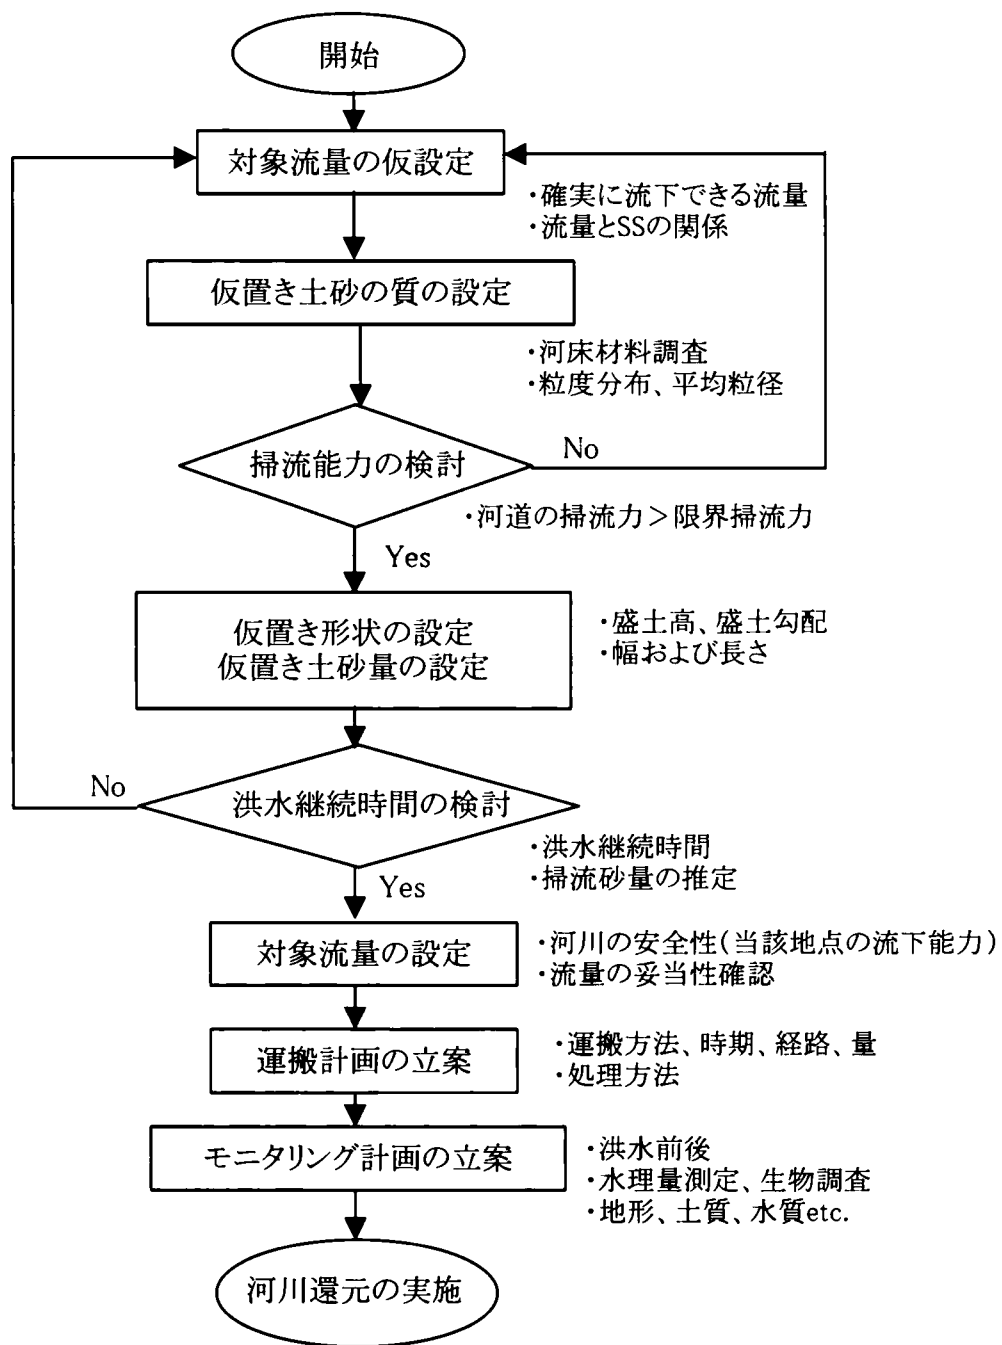 開始
対象流量の仮設定
・確実に流下できる流量
・流量とSSの関係
仮置き土砂の質の設定
・河床材料調査
・粒度分布、平均粒径
掃流能力の検討
No
・河道の掃流力＞限界掃流力
Yes
仮置き形状の設定
仮置き土砂量の設定
・盛土高、盛土勾配
・幅および長さ
No
洪水継続時間の検討
・洪水継続時間
・掃流砂量の推定
Yes
対象流量の設定
・河川の安全性(当該地点の流下能力)
・流量の妥当性確認
運搬計画の立案
・運搬方法、時期、経路、量
・処理方法
モニタリング計画の立案
・洪水前後
・水理量測定、生物調査
・地形、土質、水質etc.
河川還元の実施